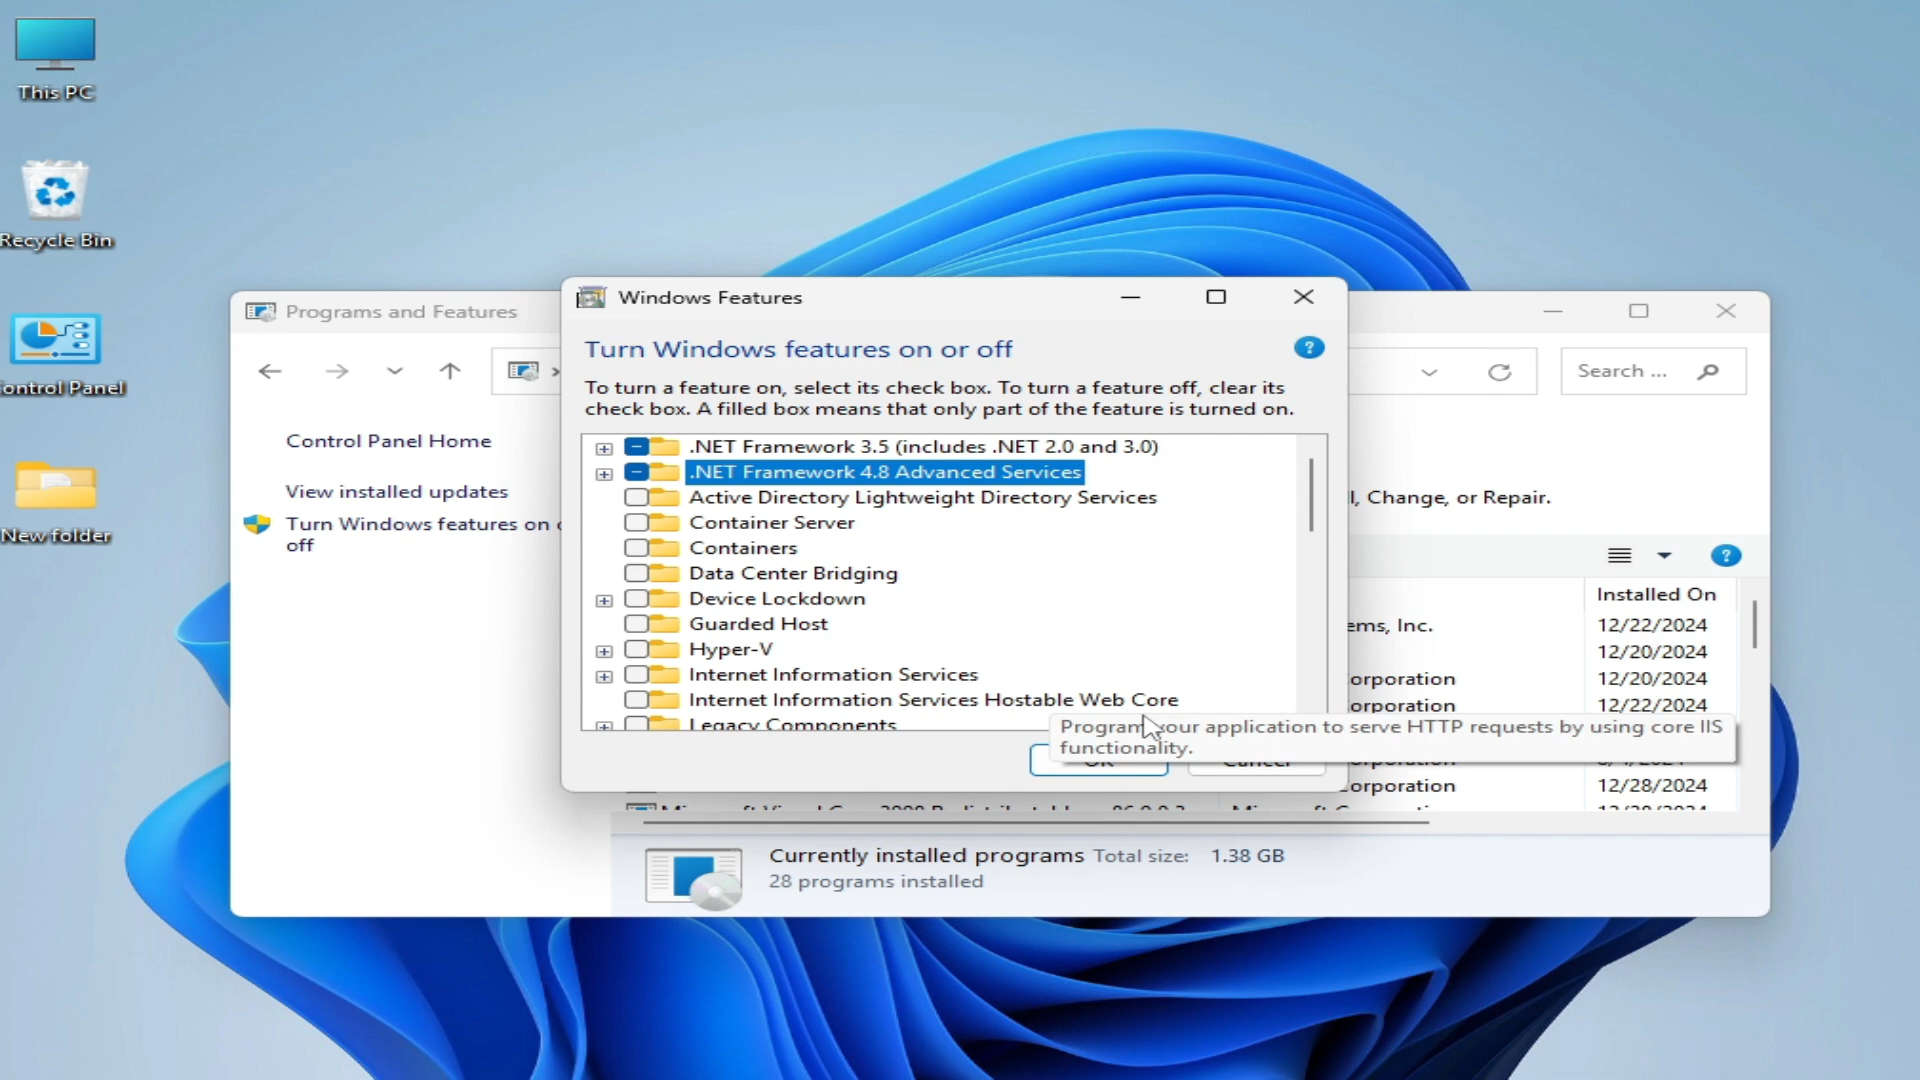 This PC
Recycle Bin
ontrol Panel
New folder
Programs and Features
Search ...
Control Panel Home
View installed updates
Turn Windows features on
off
Windows Features
Turn Windows features on or off
To turn a feature on, select its check box. To turn a feature off, clear its
check box. A filled box means that only part of the feature is turned on.
.NET Framework 3.5 (includes .NET 2.0 and 3.0)
.NET Framework 4.8 Advanced Services
Active Directory Lightweight Directory Services
Container Server
Containers
Data Center Bridging
Device Lockdown
Guarded Host
Hyper-V
Internet Information Services
Internet Information Services Hostable Web Core
Legacy Components
Program your application to serve HTTP requests by using core IIS
functionality.
OK Cancel
l, Change, or Repair.
Installed On
ems, Inc. 12/22/2024
12/20/2024
orporation 12/20/2024
orporation 12/22/2024
orporation
orporation 12/28/2024
Currently installed programs Total size: 1.38 GB
28 programs installed